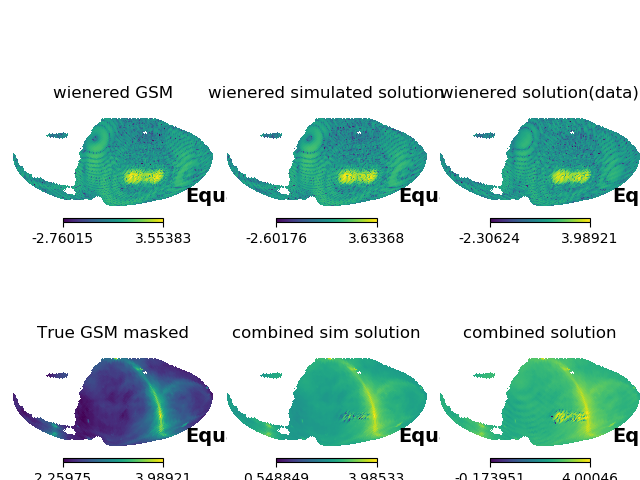 wienered GSM
wienered simulated solution
wienered solution(data)
Equ
Equ
Eq
-2.76015 3.55383
-2.60176 3.63368
-2.30624 3.98921
True GSM masked
combined sim solution
combined solution
Equ
Equ
Eq
2.25975 3.98921
0.548849 3.98533
-0.173951 4.00046